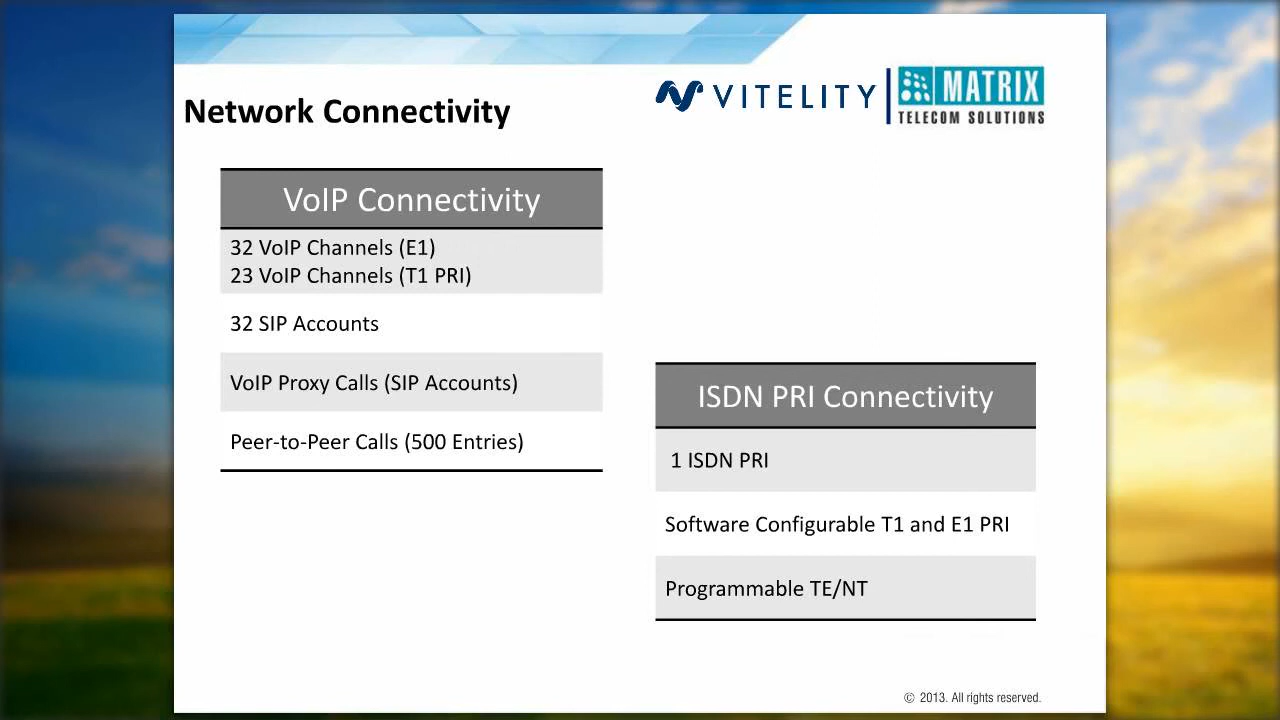 Network Connectivity
VITELITY
MATRIX
TELECOM SOLUTIONS
VoIP Connectivity
32 VoIP Channels (E1)
23 VoIP Channels (T1 PRI)
32 SIP Accounts
VoIP Proxy Calls (SIP Accounts)
Peer-to-Peer Calls (500 Entries)
ISDN PRI Connectivity
1 ISDN PRI
Software Configurable T1 and E1 PRI
Programmable TE/NT
© 2013. All rights reserved.